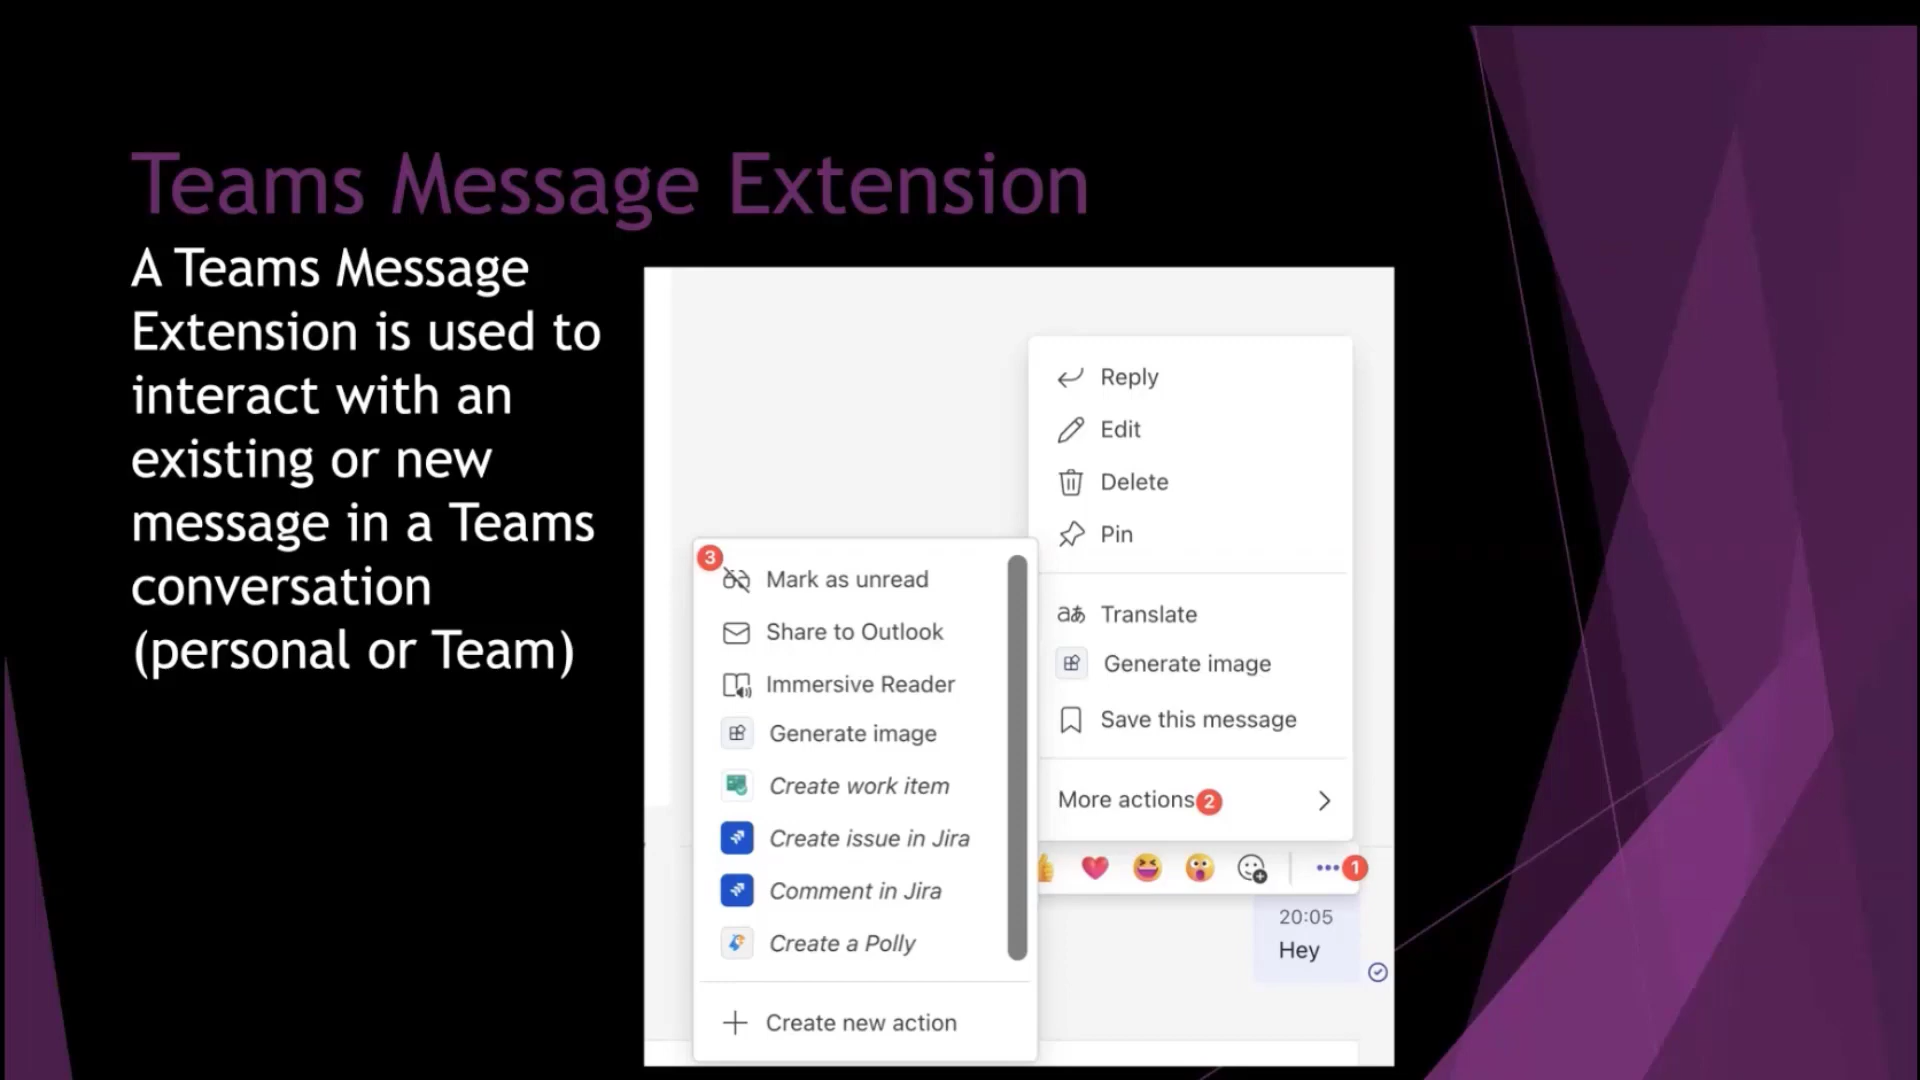 Teams Message Extension
A Teams Message
Extension is used to
interact with an
existing or new
message in a Teams
conversation
(personal or Team)
Reply
Edit
Delete
Pin
Translate
Generate image
Save this message
More actions 2
1
3
Mark as unread
Share to Outlook
Immersive Reader
Generate image
Create work item
Create issue in Jira
Comment in Jira
Create a Polly
Create new action
20:05
Hey